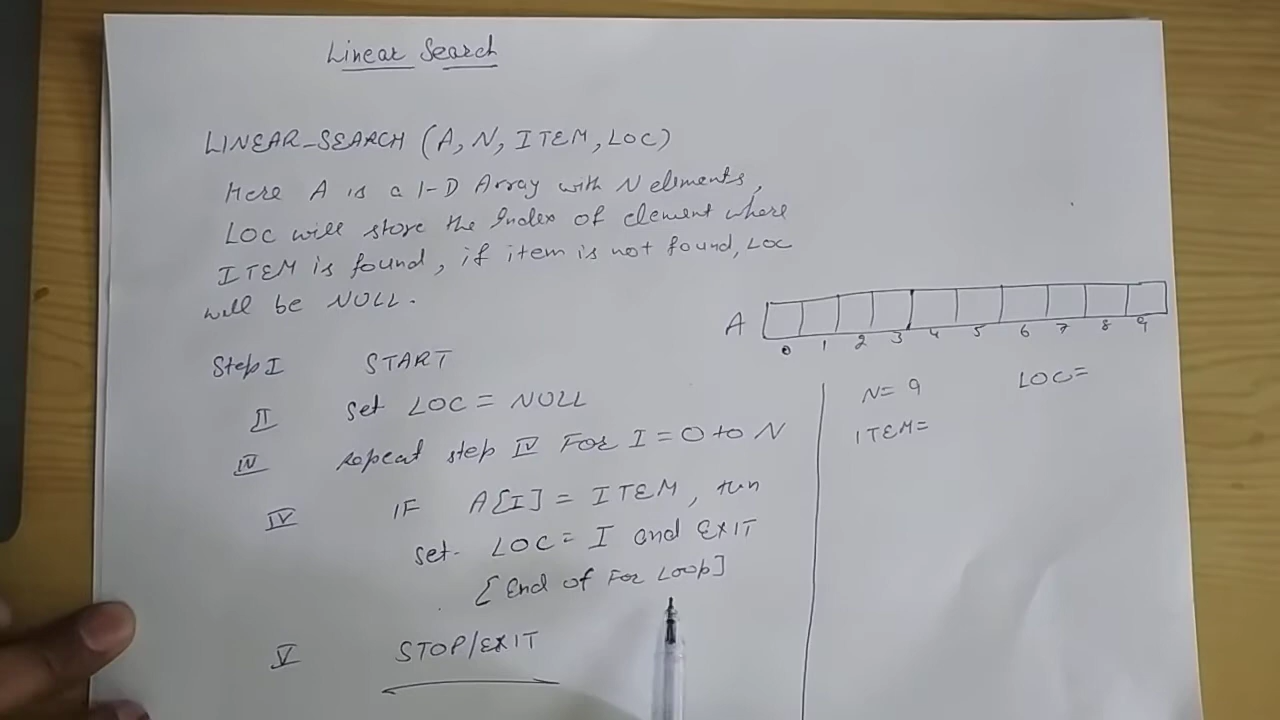 Linear Search
LINEAR_SEARCH (A, N, ITEM, LOC)
Here A is a 1-D Array with N elements,
LOC will store the Index of element where
ITEM is found, if item is not found, LOC
will be NULL.
A
0 1 2 3 4 5 6 7 8 9
Step I START
II Set LOC = NULL
III Repeat step IV For I = 0 to N
IV IF A[I] = ITEM, then
Set LOC = I and EXIT
[End of For Loop]
V STOP/EXIT
N = 9 LOC =
ITEM =